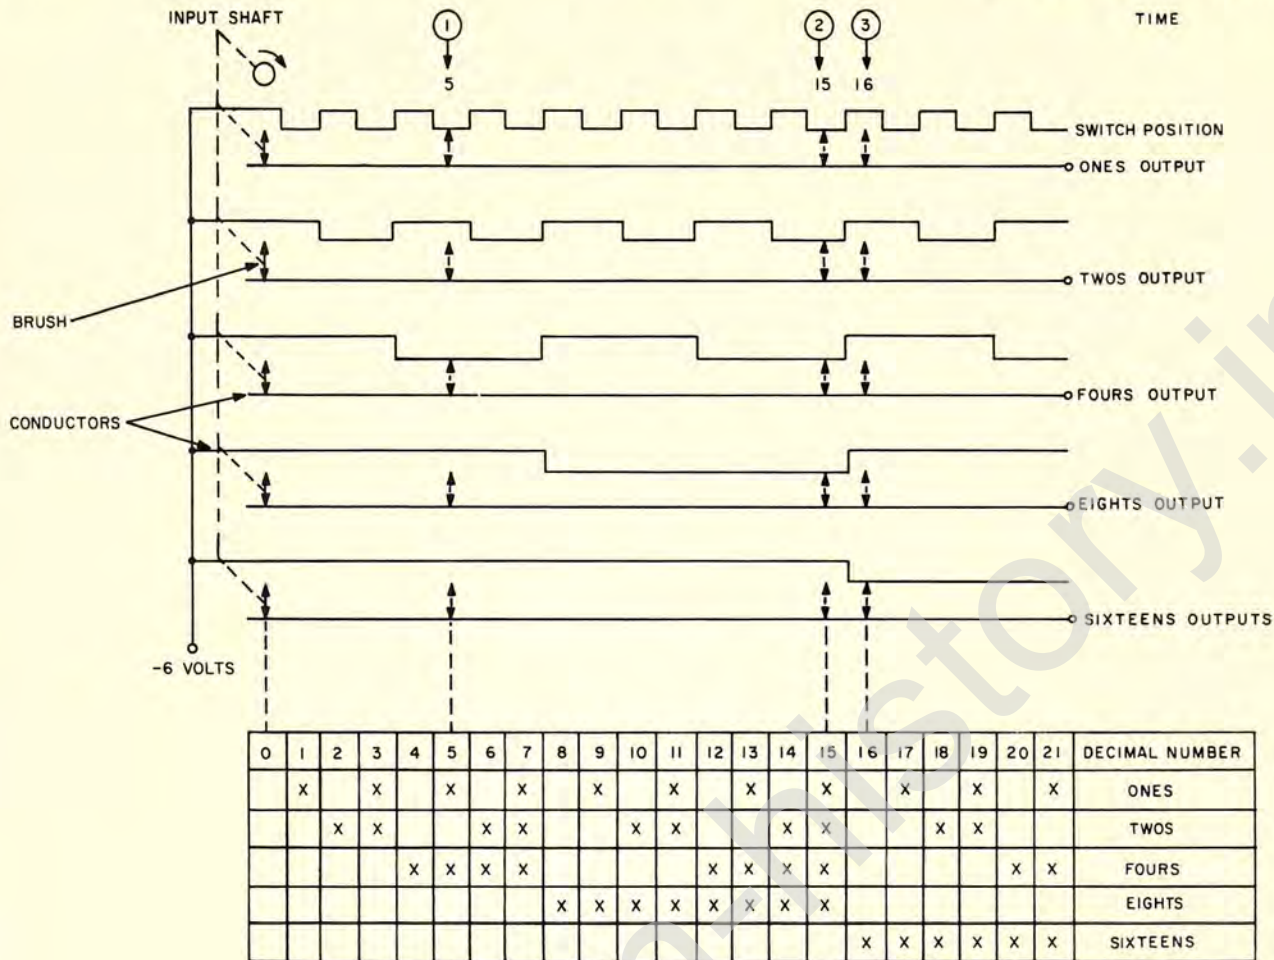 INPUT SHAFT
1 2 3 TIME
5 15 16
SWITCH POSITION
ONES OUTPUT
TWOS OUTPUT
BRUSH
FOURS OUTPUT
CONDUCTORS
EIGHTS OUTPUT
SIXTEENS OUTPUTS
-6 VOLTS
0 1 2 3 4 5 6 7 8 9 10 11 12 13 14 15 16 17 18 19 20 21 DECIMAL NUMBER
X X X X X X X X X X X ONES
X X X X X X X X X X TWOS
X X X X X X X X X X FOURS
X X X X X X X X EIGHTS
X X X X X X SIXTEENS